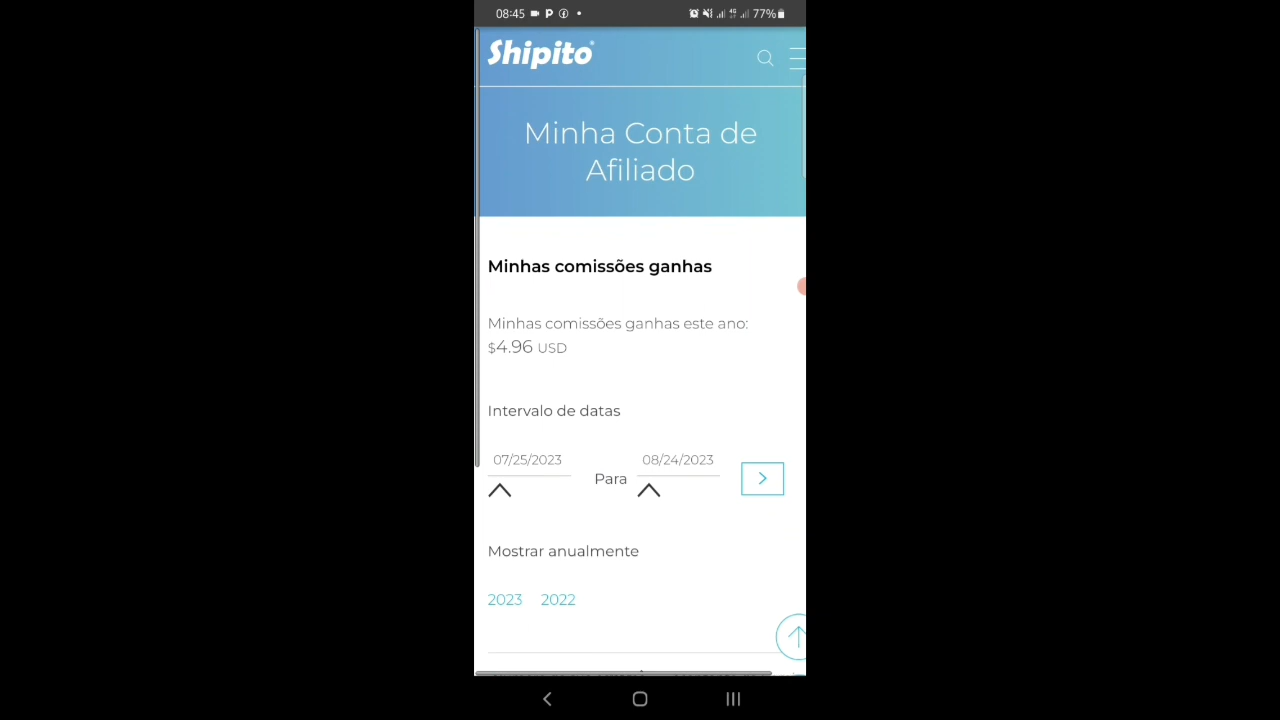 08:45
4G
77%
Shipito
Minha Conta de
Afiliado
Minhas comissões ganhas
Minhas comissões ganhas este ano:
$4.96 USD
Intervalo de datas
07/25/2023 Para 08/24/2023
Mostrar anualmente
2023 2022